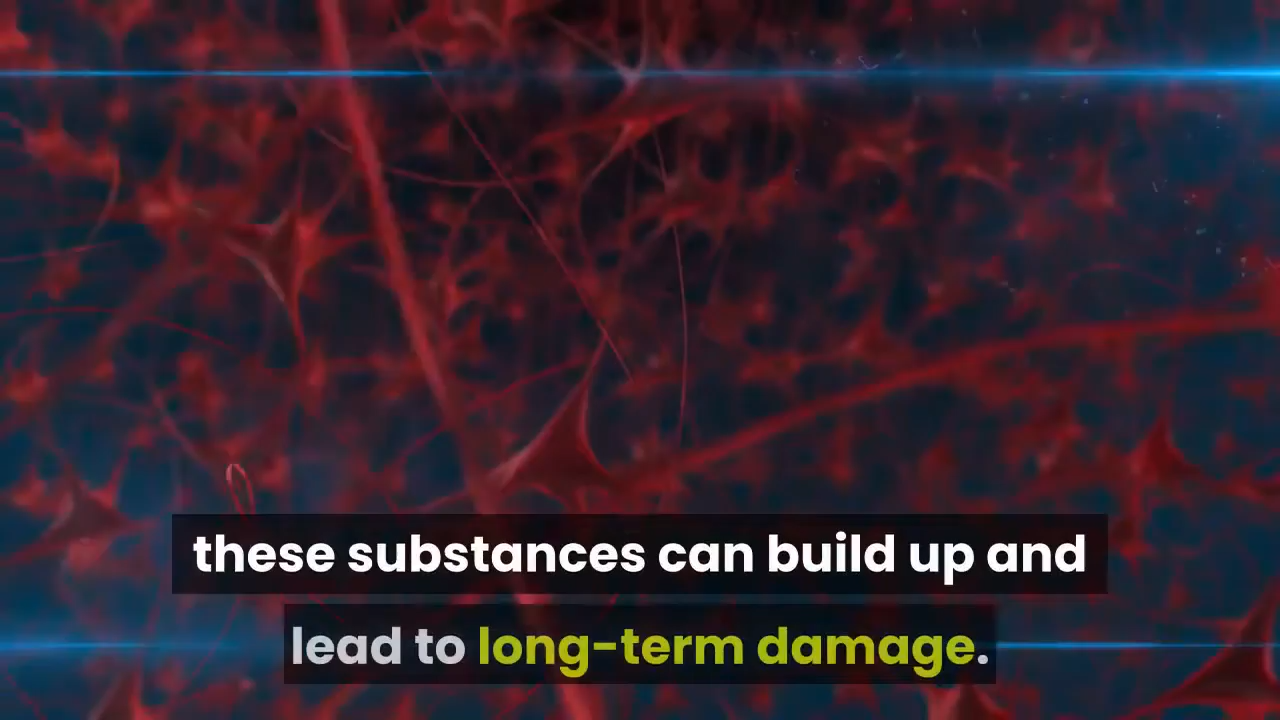 these substances can build up and
lead to long-term damage.